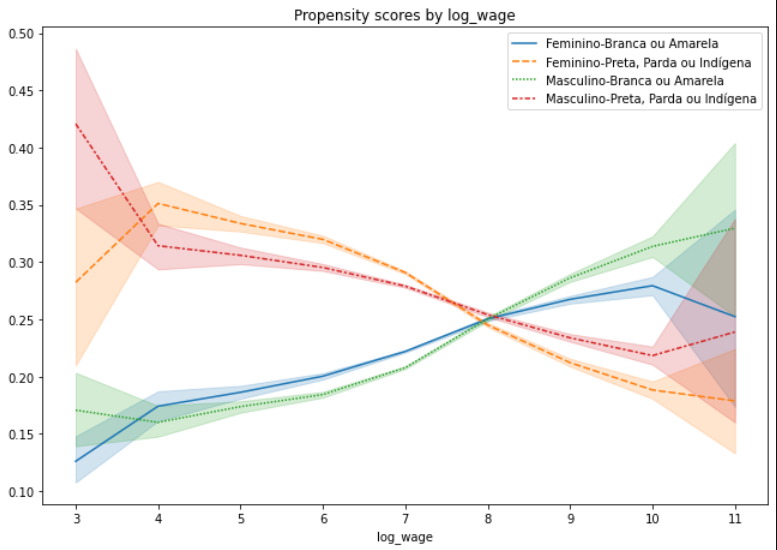 Propensity scores by log_wage
Feminino-Branca ou Amarela
Feminino-Preta, Parda ou Indígena
Masculino-Branca ou Amarela
Masculino-Preta, Parda ou Indígena
0.50
0.45
0.40
0.35
0.30
0.25
0.20
0.15
0.10
3 4 5 6 7 8 9 10 11
log_wage